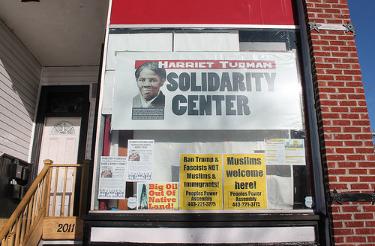 HARRIET TUBMAN
SOLIDARITY
CENTER
Ban Trump &
Fascists NOT
Muslims &
Immigrants!
Peoples Power
Assembly
Muslims
welcome
here!
Peoples Power
Assembly
Big Oil
Out Of
Native
Land!
2011